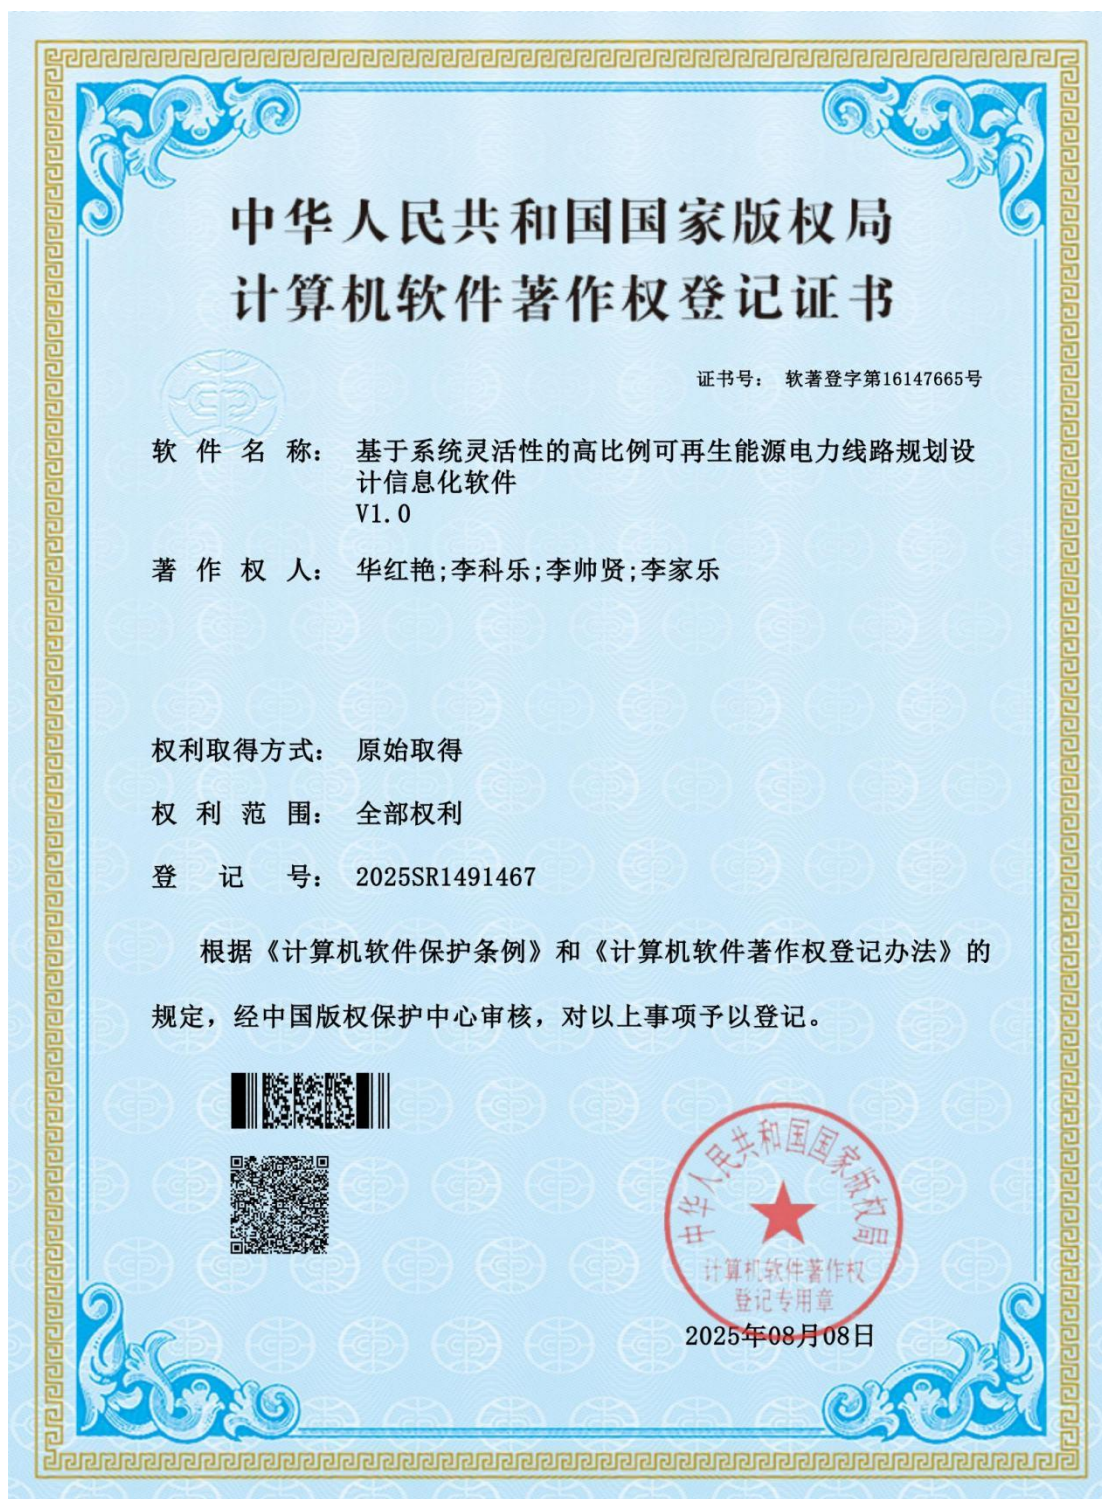 中华人民共和国国家版权局
计算机软件著作权登记证书
证书号： 软著登字第16147665号
软件名称： 基于系统灵活性的高比例可再生能源电力线路规划设
计信息化软件
V1.0
著作权人： 华红艳;李科乐;李帅贤;李家乐
权利取得方式： 原始取得
权利范围： 全部权利
登记号： 2025SR1491467
根据《计算机软件保护条例》和《计算机软件著作权登记办法》的
规定，经中国版权保护中心审核，对以上事项予以登记。
中华人民共和国国家版权局
计算机软件著作权
登记专用章
2025年08月08日